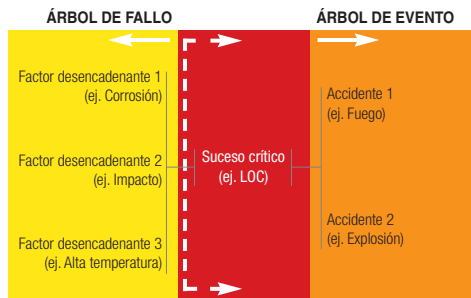 ÁRBOL DE FALLO
ÁRBOL DE EVENTO
Factor desencadenante 1
(ej. Corrosión)
Factor desencadenante 2
(ej. Impacto)
Factor desencadenante 3
(ej. Alta temperatura)
Suceso crítico
(ej. LOC)
Accidente 1
(ej. Fuego)
Accidente 2
(ej. Explosión)